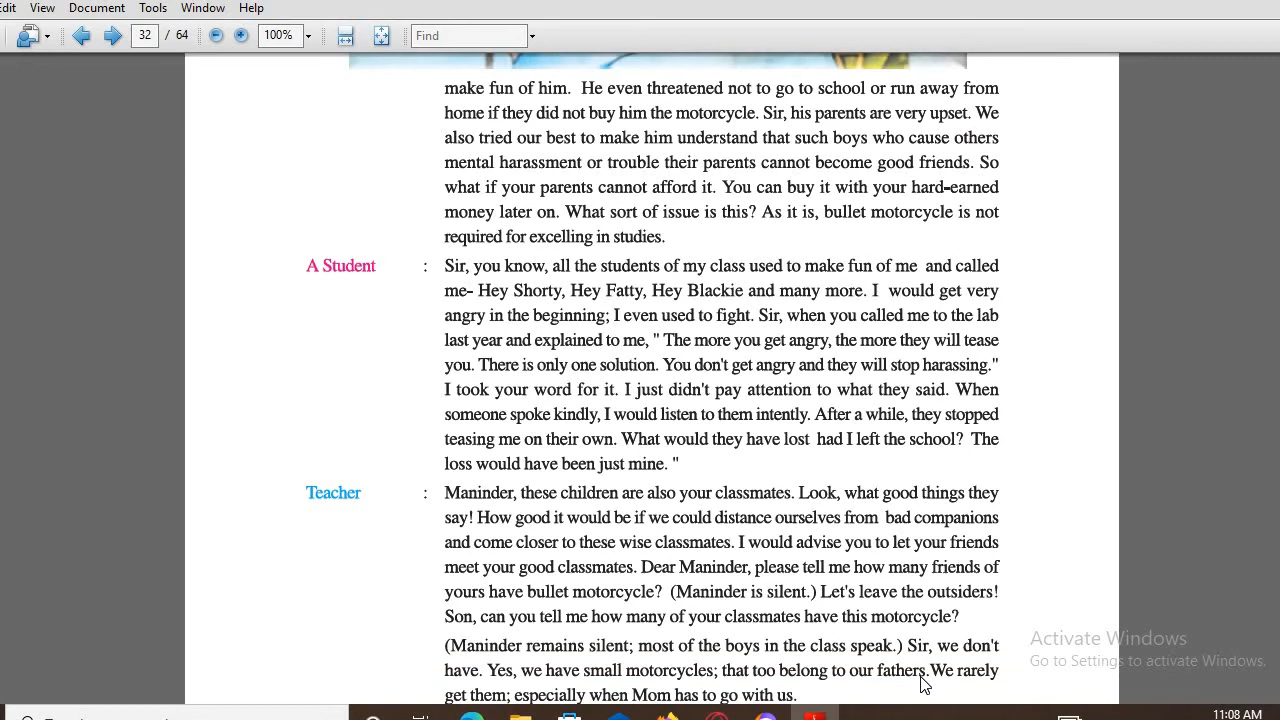 Edit View Document Tools Window Help
32 / 64 100% Find
make fun of him. He even threatened not to go to school or run away from
home if they did not buy him the motorcycle. Sir, his parents are very upset. We
also tried our best to make him understand that such boys who cause others
mental harassment or trouble their parents cannot become good friends. So
what if your parents cannot afford it. You can buy it with your hard-earned
money later on. What sort of issue is this? As it is, bullet motorcycle is not
required for excelling in studies.
A Student : Sir, you know, all the students of my class used to make fun of me and called
me- Hey Shorty, Hey Fatty, Hey Blackie and many more. I would get very
angry in the beginning; I even used to fight. Sir, when you called me to the lab
last year and explained to me, " The more you get angry, the more they will tease
you. There is only one solution. You don't get angry and they will stop harassing."
I took your word for it. I just didn't pay attention to what they said. When
someone spoke kindly, I would listen to them intently. After a while, they stopped
teasing me on their own. What would they have lost had I left the school? The
loss would have been just mine. "
Teacher : Maninder, these children are also your classmates. Look, what good things they
say! How good it would be if we could distance ourselves from bad companions
and come closer to these wise classmates. I would advise you to let your friends
meet your good classmates. Dear Maninder, please tell me how many friends of
yours have bullet motorcycle? (Maninder is silent.) Let's leave the outsiders!
Son, can you tell me how many of your classmates have this motorcycle?
(Maninder remains silent; most of the boys in the class speak.) Sir, we don't
have. Yes, we have small motorcycles; that too belong to our fathers.We rarely
get them; especially when Mom has to go with us.
Activate Windows
Go to Settings to activate Windows.
11:08 AM